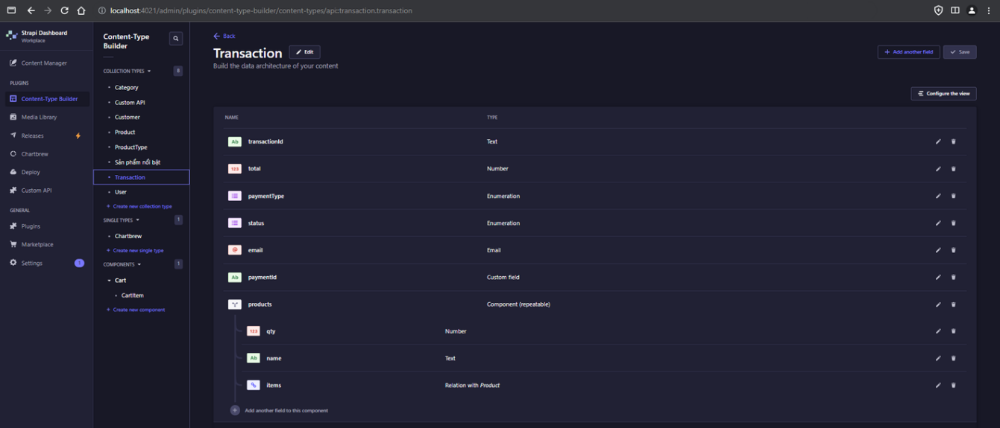 localhost:4021/admin/plugins/content-type-builder/content-types/api:transaction.transaction
Strapi Dashboard
Workplace
Content Manager
PLUGINS
Content-Type Builder
Media Library
Releases
Chartbrew
Deploy
Custom API
GENERAL
Plugins
Marketplace
Settings
1
Content-Type
Builder
COLLECTION TYPES
8
Category
Custom API
Customer
Product
ProductType
Sản phẩm nổi bật
Transaction
User
+ Create new collection type
SINGLE TYPES
1
Chartbrew
+ Create new single type
COMPONENTS
1
Cart
CartItem
+ Create new component
Back
Transaction
Edit
Build the data architecture of your content
+ Add another field
Save
Configure the view
NAME TYPE
Ab transactionId Text
123 total Number
paymentType Enumeration
status Enumeration
@ email Email
Ab paymentId Custom field
products Component (repeatable)
123 qty Number
Ab name Text
items Relation with Product
+ Add another field to this component